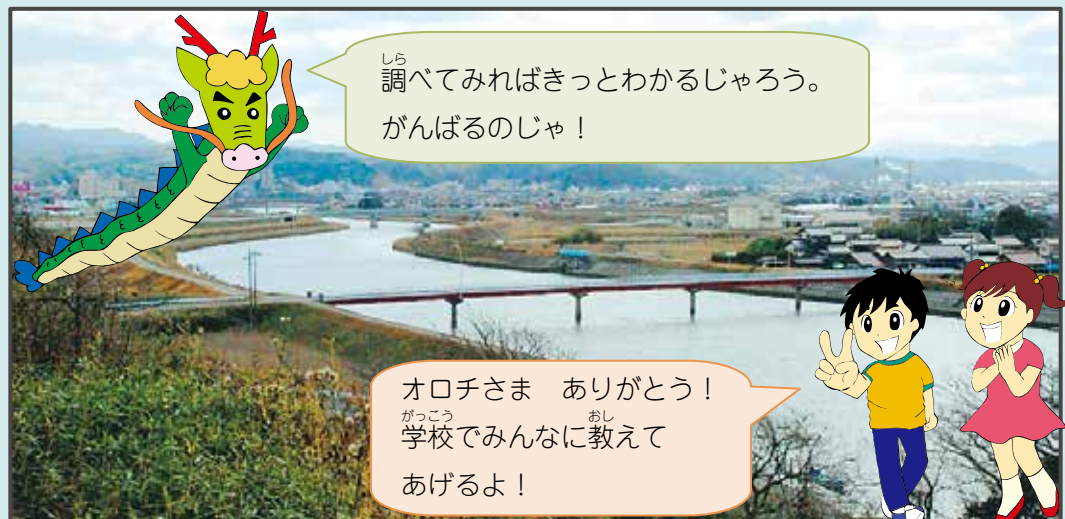 調べてみればきっとわかるじゃろう。
がんばるのじゃ！
オロチさま　ありがとう！
学校でみんなに教えて
あげるよ！